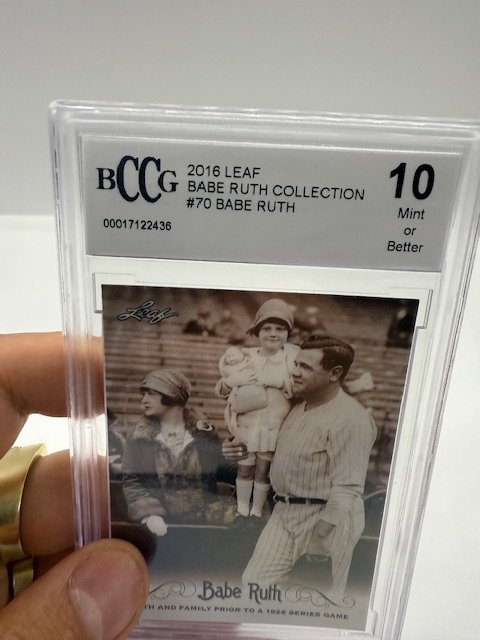 BCCG
2016 LEAF
BABE RUTH COLLECTION
#70 BABE RUTH
00017122436
10
Mint
or
Better
Leaf
Babe Ruth
TH AND FAMILY PRIOR TO A 1926 SERIES GAME